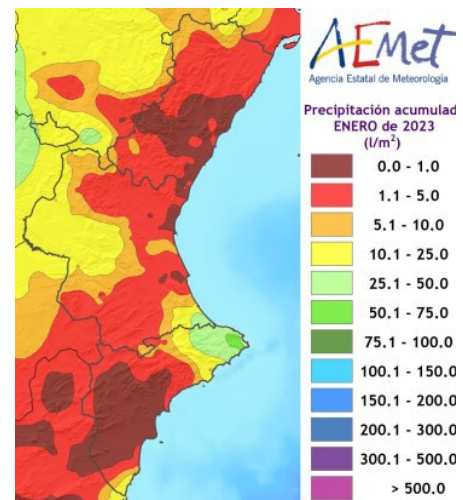 AEMet
Agencia Estatal de Meteorología
Precipitación acumulad
ENERO de 2023
(l/m²)
0.0 - 1.0
1.1 - 5.0
5.1 - 10.0
10.1 - 25.0
25.1 - 50.0
50.1 - 75.0
75.1 - 100.0
100.1 - 150.0
150.1 - 200.0
200.1 - 300.0
300.1 - 500.0
> 500.0